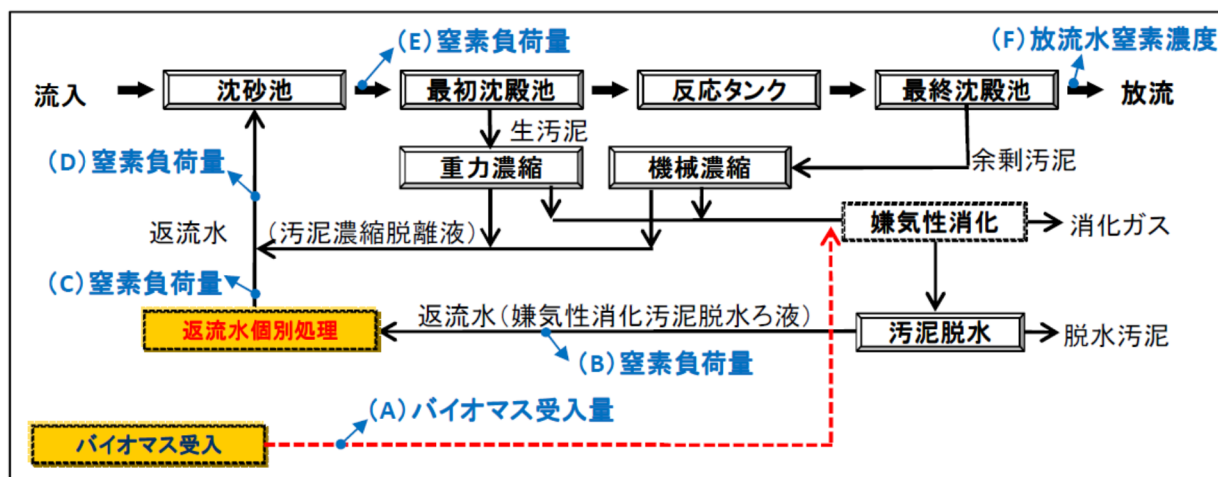 (E)窒素負荷量
(F)放流水窒素濃度
流入
沈砂池
最初沈殿池
反応タンク
最終沈殿池
放流
生汚泥
(D)窒素負荷量
重力濃縮
機械濃縮
余剰汚泥
返流水
(汚泥濃縮脱離液)
嫌気性消化
消化ガス
(C)窒素負荷量
返流水個別処理
返流水(嫌気性消化汚泥脱水ろ液)
汚泥脱水
脱水汚泥
(B)窒素負荷量
(A)バイオマス受入量
バイオマス受入